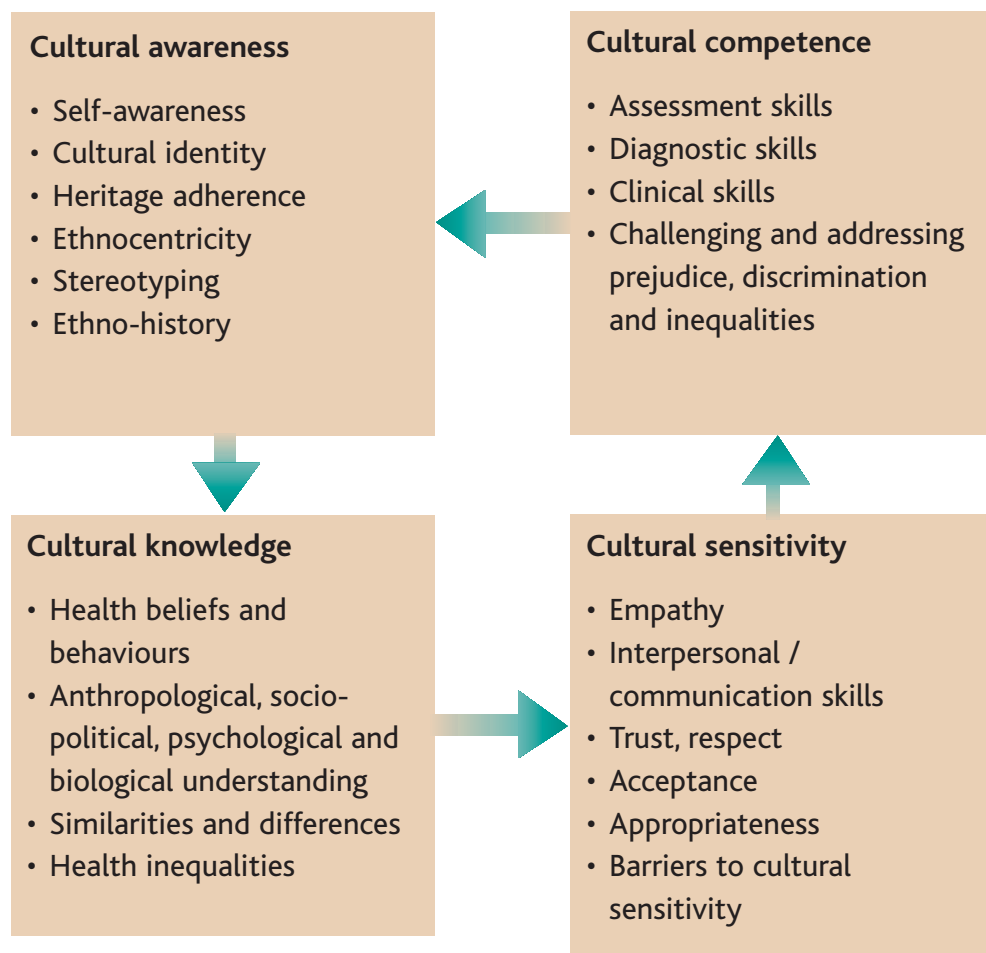 Cultural awareness
• Self-awareness
• Cultural identity
• Heritage adherence
• Ethnocentricity
• Stereotyping
• Ethno-history
Cultural competence
• Assessment skills
• Diagnostic skills
• Clinical skills
• Challenging and addressing
prejudice, discrimination
and inequalities
Cultural knowledge
• Health beliefs and
behaviours
• Anthropological, socio-
political, psychological and
biological understanding
• Similarities and differences
• Health inequalities
Cultural sensitivity
• Empathy
• Interpersonal /
communication skills
• Trust, respect
• Acceptance
• Appropriateness
• Barriers to cultural
sensitivity